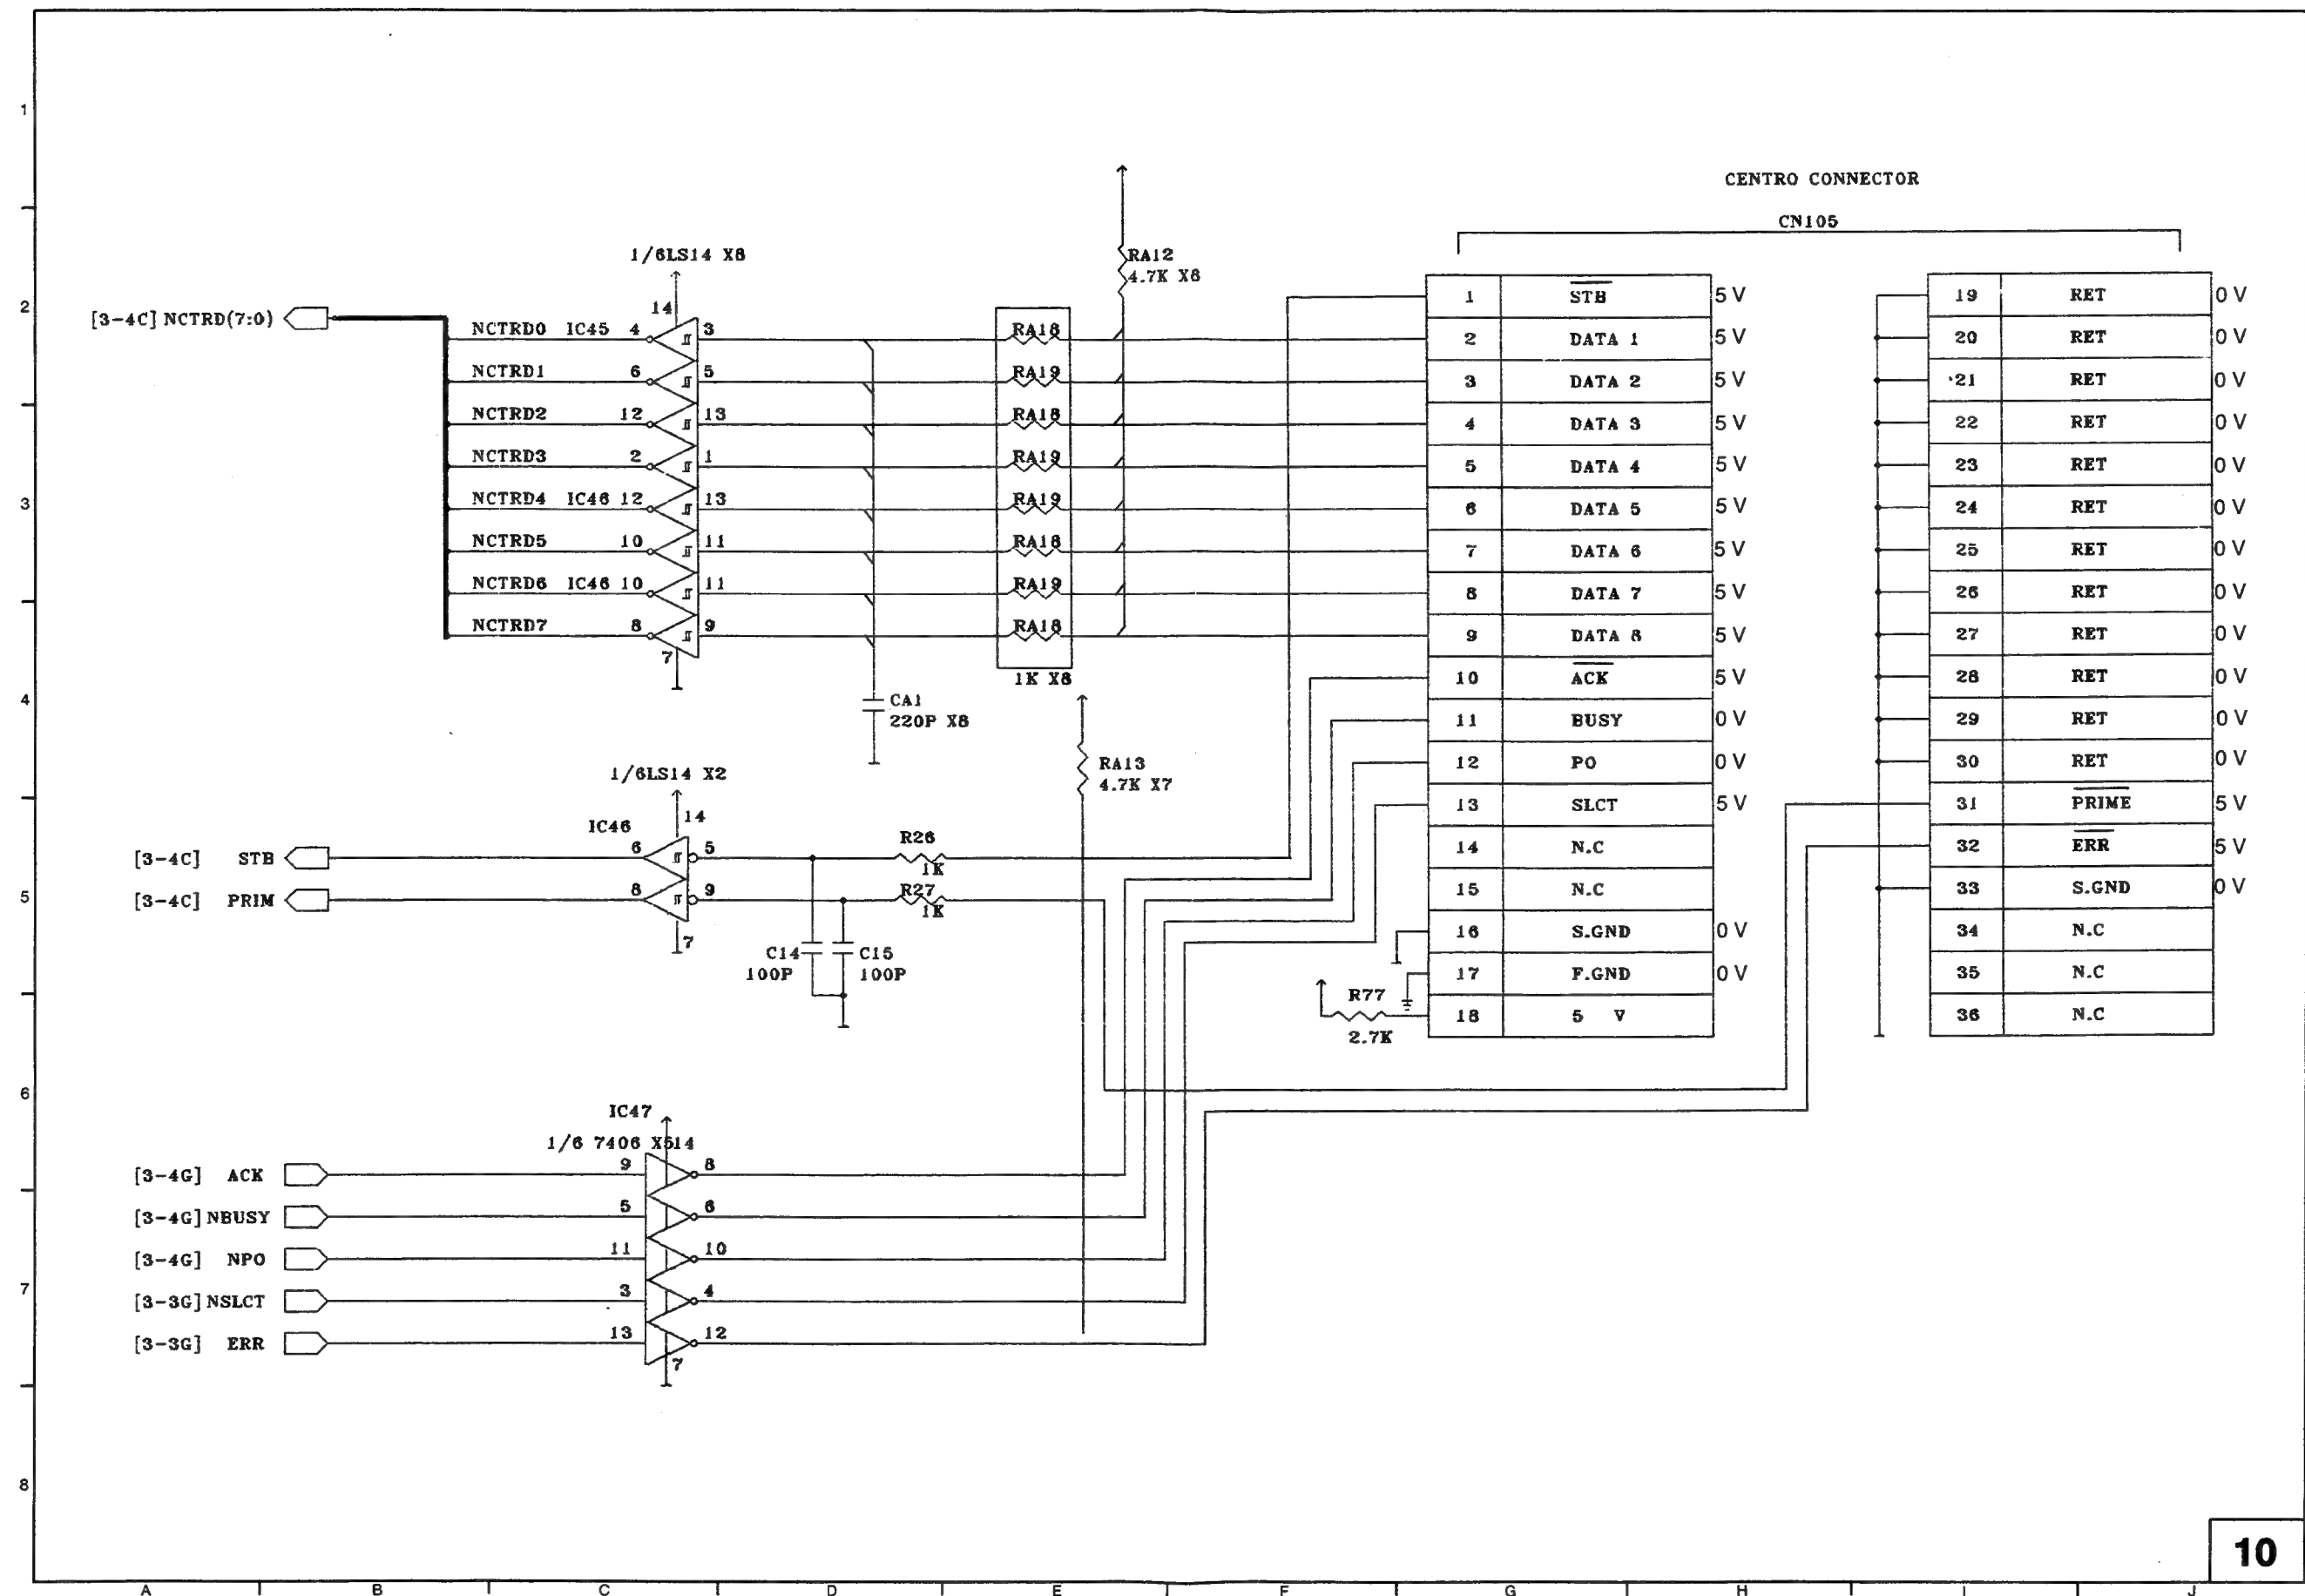 CENTRO CONNECTOR
CN105
1
2
3
4
5
6
7
8
A
B
C
D
E
F
G
H
I
J
1/6LS14 X8
14
[3-4C] NCTRD(7:0)
NCTRD0 IC45 4 3 RA18
NCTRD1 6 5 RA19
NCTRD2 12 13 RA18
NCTRD3 2 1 RA19
NCTRD4 IC46 12 13 RA19
NCTRD5 10 11 RA18
NCTRD6 IC46 10 11 RA19
NCTRD7 8 9 RA18
7
1K X8
RA12
4.7K X8
CA1
220P X8
RA13
4.7K X7
1/6LS14 X2
14
IC46
[3-4C] STB 6 5 R26
1K
[3-4C] PRIM 8 9 R27
1K
7
C14
100P
C15
100P
IC47
1/6 7406 X5 14
[3-4G] ACK 9 8
[3-4G] NBUSY 5 6
[3-4G] NPO 11 10
[3-3G] NSLCT 3 4
[3-3G] ERR 13 12
7
R77
2.7K
1 STB 5 V
2 DATA 1 5 V
3 DATA 2 5 V
4 DATA 3 5 V
5 DATA 4 5 V
6 DATA 5 5 V
7 DATA 6 5 V
8 DATA 7 5 V
9 DATA 8 5 V
10 ACK 5 V
11 BUSY 0 V
12 PO 0 V
13 SLCT 5 V
14 N.C
15 N.C
16 S.GND 0 V
17 F.GND 0 V
18 5 V
19 RET 0 V
20 RET 0 V
21 RET 0 V
22 RET 0 V
23 RET 0 V
24 RET 0 V
25 RET 0 V
26 RET 0 V
27 RET 0 V
28 RET 0 V
29 RET 0 V
30 RET 0 V
31 PRIME 5 V
32 ERR 5 V
33 S.GND 0 V
34 N.C
35 N.C
36 N.C
10